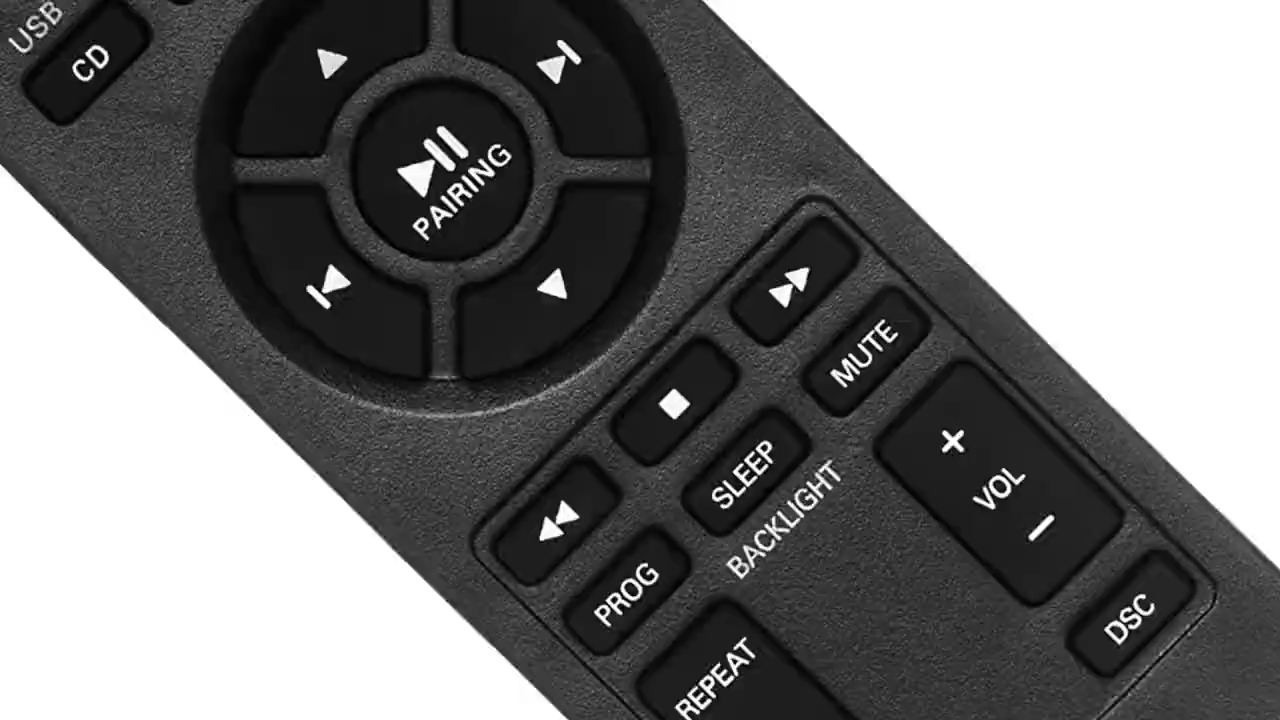 USB
CD
PAIRING
MUTE
+
VOL
−
SLEEP
BACKLIGHT
PROG
DSC
REPEAT